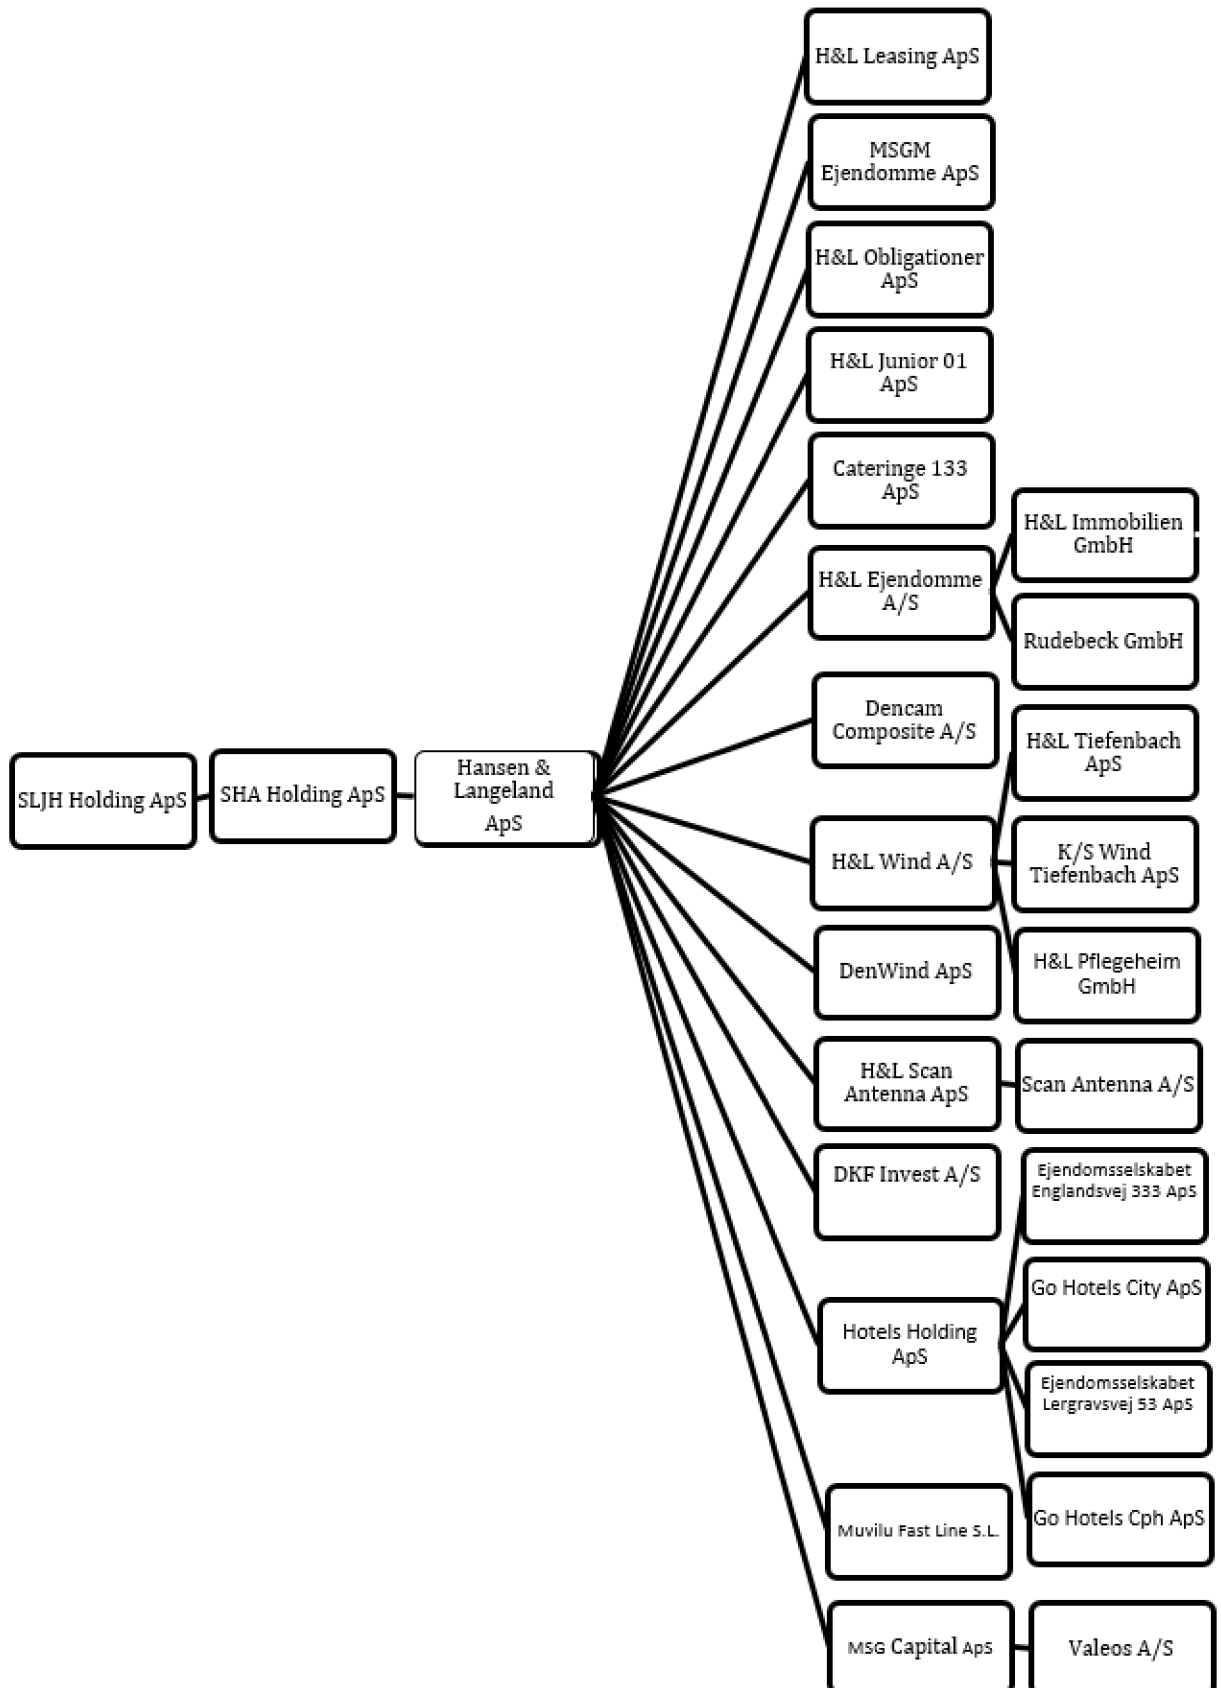 H&L Leasing ApS
MSGM
Ejendomme ApS
H&L Obligationer
ApS
H&L Junior 01
ApS
Cateringe 133
ApS
H&L Ejendomme
A/S
H&L Immobilien
GmbH
Rudebeck GmbH
Dencam
Composite A/S
SLJH Holding ApS
SHA Holding ApS
Hansen &
Langeland
ApS
H&L Wind A/S
H&L Tiefenbach
ApS
K/S Wind
Tiefenbach ApS
H&L Pflegeheim
GmbH
DenWind ApS
H&L Scan
Antenna ApS
Scan Antenna A/S
DKF Invest A/S
Hotels Holding
ApS
Ejendomsselskabet
Englandsvej 333 ApS
Go Hotels City ApS
Ejendomsselskabet
Lergravsvej 53 ApS
Go Hotels Cph ApS
Muvilu Fast Line S.L.
MSG Capital ApS
Valeos A/S